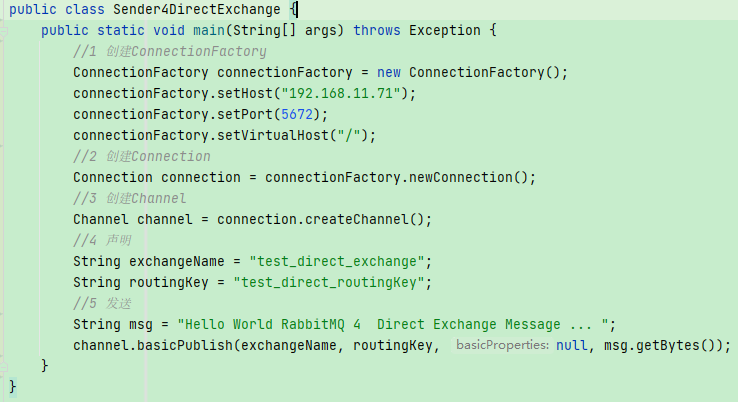 public class Sender4DirectExchange {
    public static void main(String[] args) throws Exception {
        //1 创建ConnectionFactory
        ConnectionFactory connectionFactory = new ConnectionFactory();
        connectionFactory.setHost("192.168.11.71");
        connectionFactory.setPort(5672);
        connectionFactory.setVirtualHost("/");
        //2 创建Connection
        Connection connection = connectionFactory.newConnection();
        //3 创建Channel
        Channel channel = connection.createChannel();
        //4 声明
        String exchangeName = "test_direct_exchange";
        String routingKey = "test_direct_routingKey";
        //5 发送
        String msg = "Hello World RabbitMQ 4  Direct Exchange Message ... ";
        channel.basicPublish(exchangeName, routingKey, basicProperties: null, msg.getBytes());
    }
}